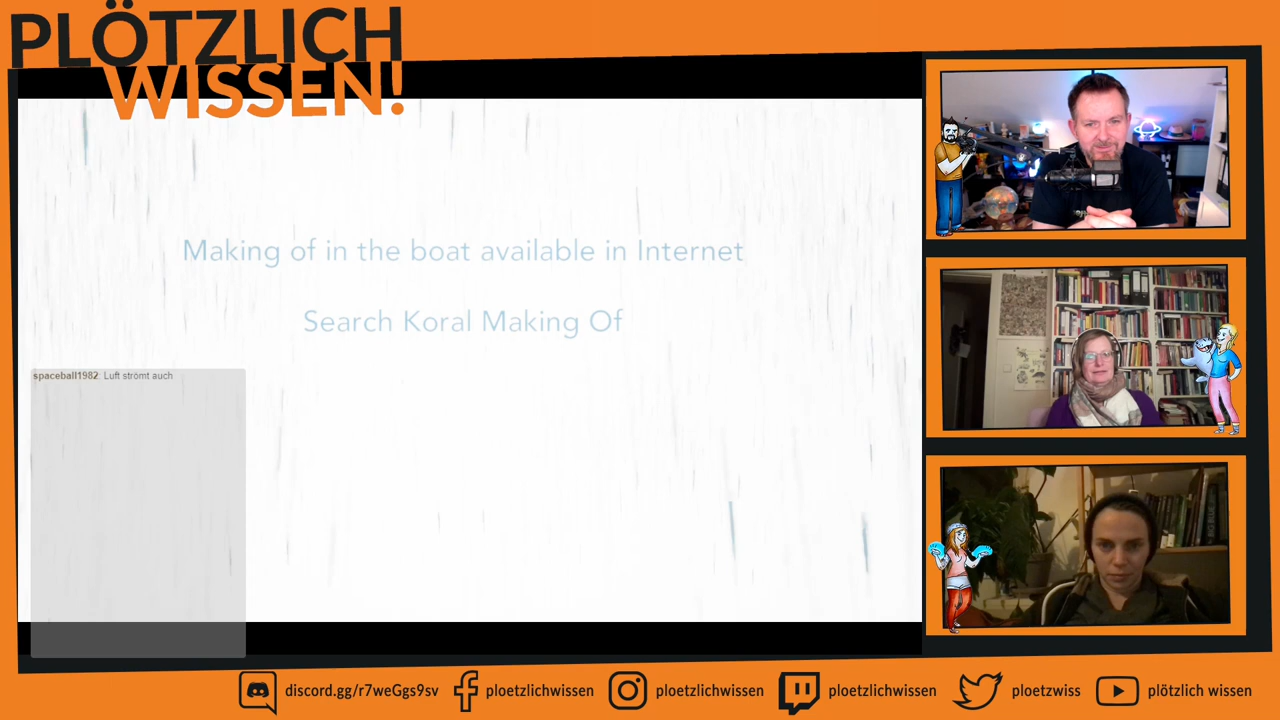 PLÖTZLICH
WISSEN!
Making of in the boat available in Internet
Search Koral Making Of
spaceball1982: Luft strömt auch
discord.gg/r7weGgs9sv
ploetzlichwissen
ploetzlichwissen
ploetzlichwissen
ploetzwiss
plötzlich wissen